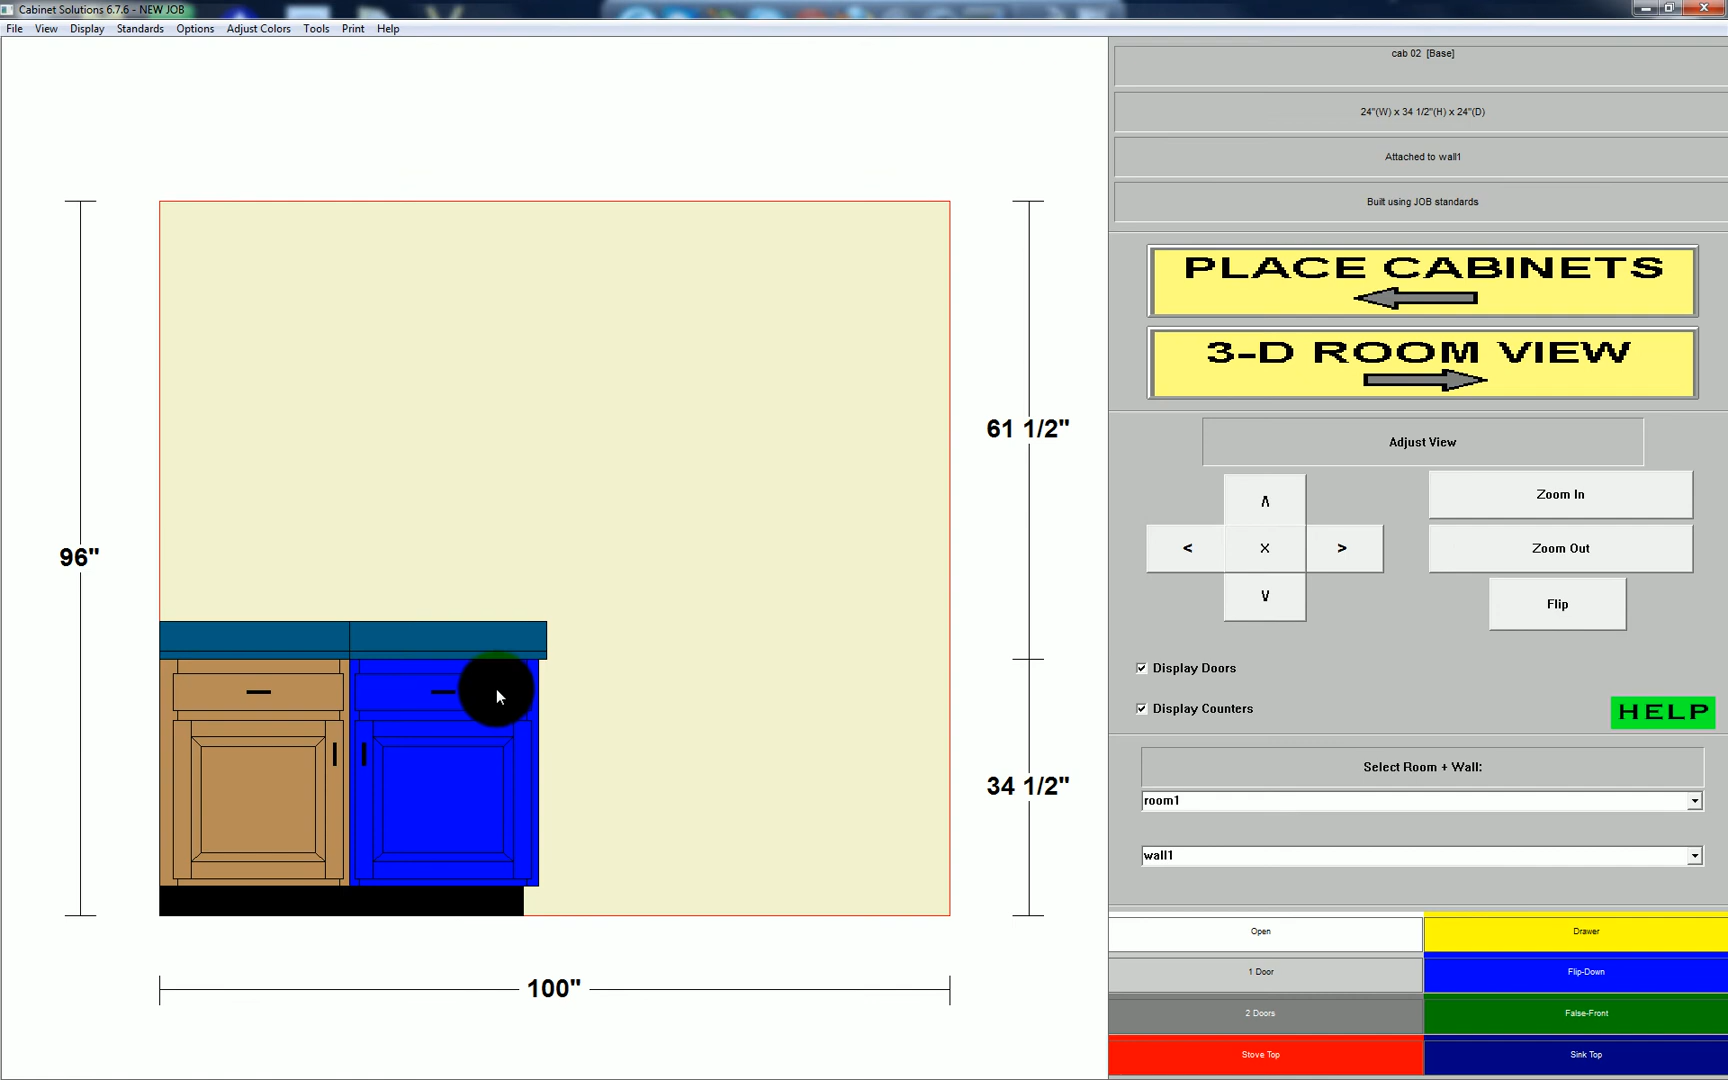 Cabinet Solutions 6.7.6 - NEW JOB
File View Display Standards Options Adjust Colors Tools Print Help
cab 02 [Base]
24"(W) x 34 1/2"(H) x 24"(D)
Attached to wall1
Built using JOB standards
PLACE CABINETS
3-D ROOM VIEW
Adjust View
Λ
< X >
V
Zoom In
Zoom Out
Flip
Display Doors
Display Counters
HELP
Select Room + Wall:
room1
wall1
Open Drawer
1 Door Flip-Down
2 Doors False-Front
Stove Top Sink Top
96"
61 1/2"
34 1/2"
100"